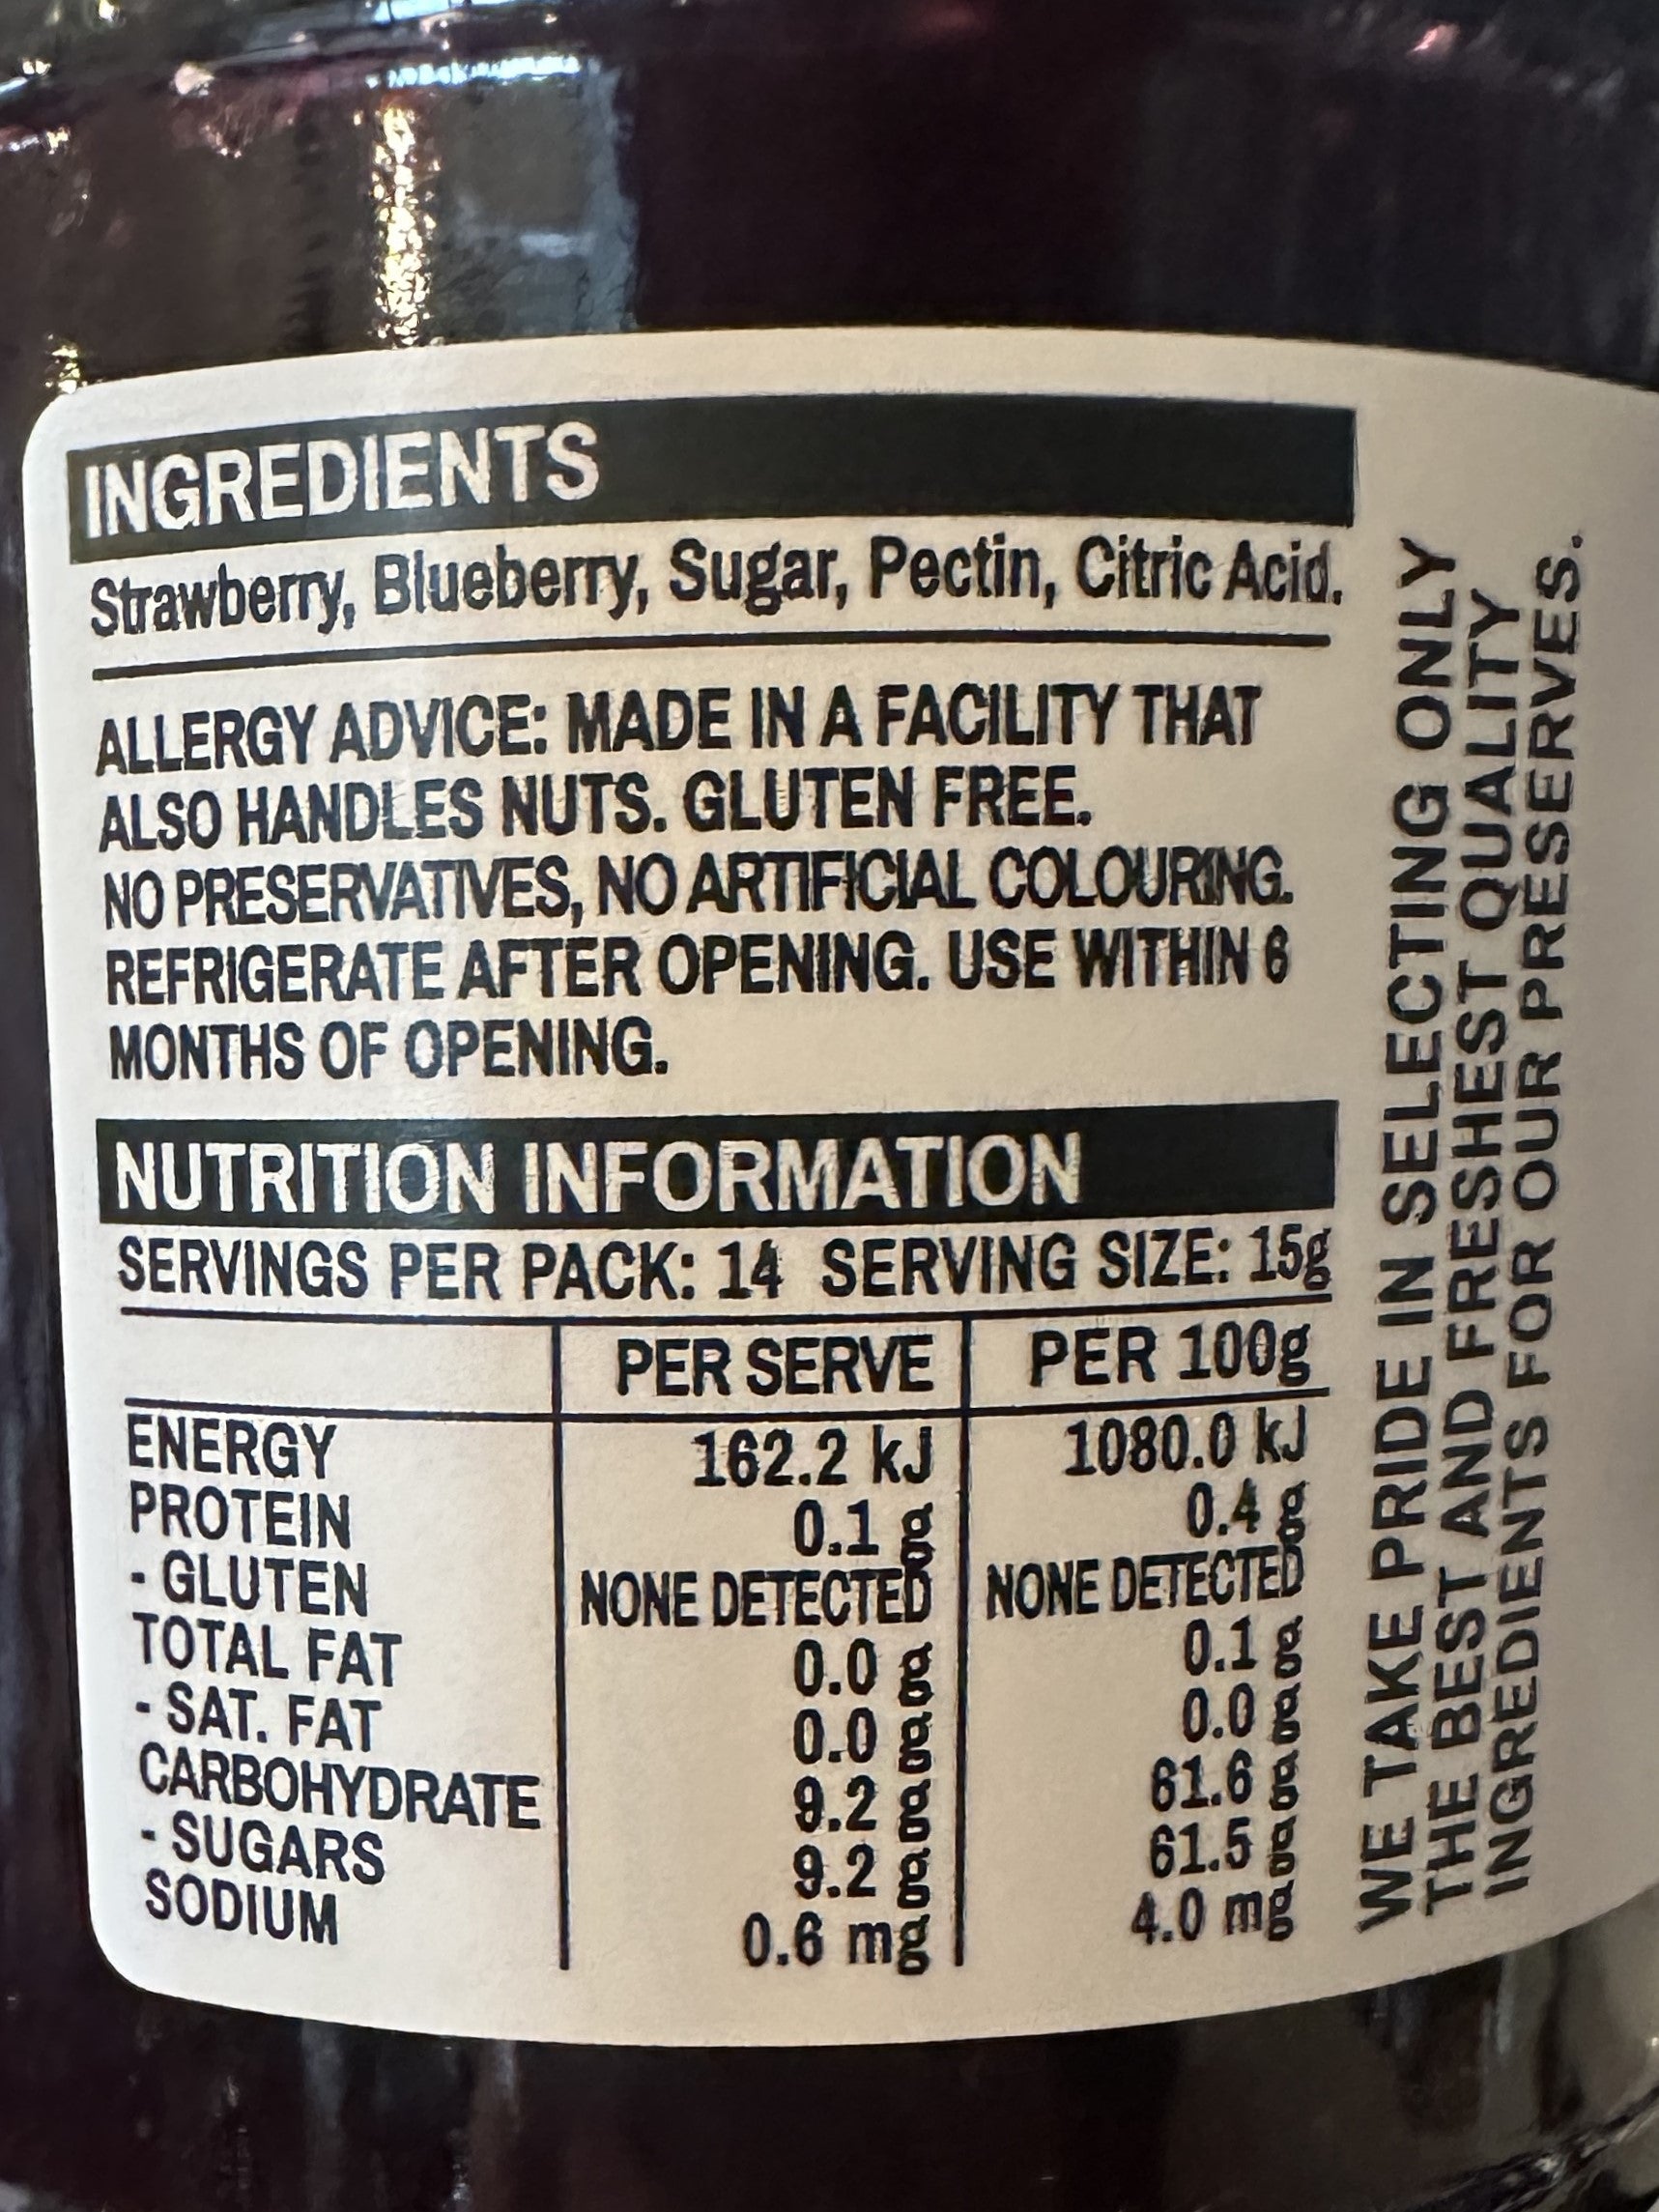 INGREDIENTS
Strawberry, Blueberry, Sugar, Pectin, Citric Acid.
ALLERGY ADVICE: MADE IN A FACILITY THAT
ALSO HANDLES NUTS. GLUTEN FREE.
NO PRESERVATIVES, NO ARTIFICIAL COLOURING.
REFRIGERATE AFTER OPENING. USE WITHIN 6
MONTHS OF OPENING.
NUTRITION INFORMATION
SERVINGS PER PACK: 14 SERVING SIZE: 15g
PER SERVE PER 100g
ENERGY 162.2 kJ 1080.0 kJ
PROTEIN 0.1 g 0.4 g
- GLUTEN NONE DETECTED NONE DETECTED
TOTAL FAT 0.0 g 0.1 g
- SAT. FAT 0.0 g 0.0 g
CARBOHYDRATE 9.2 g 61.6 g
- SUGARS 9.2 g 61.5 g
SODIUM 0.6 mg 4.0 mg
WE TAKE PRIDE IN SELECTING ONLY
THE BEST AND FRESHEST QUALITY
INGREDIENTS FOR OUR PRESERVES.